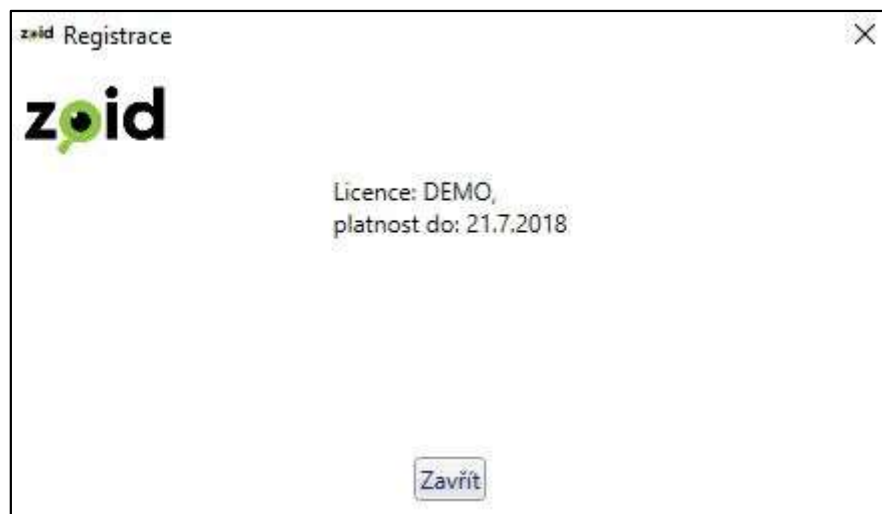 zoid Registrace
zoid
Licence: DEMO,
platnost do: 21.7.2018
Zavřít